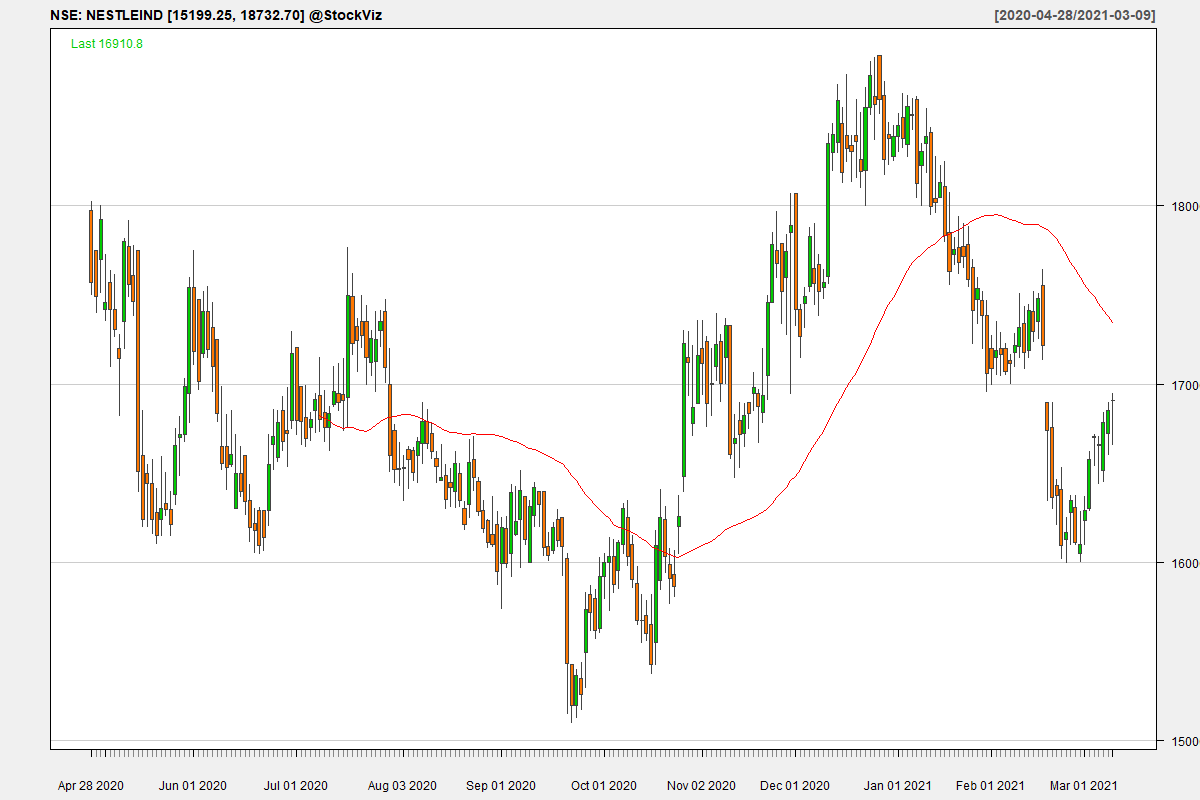 NSE: NESTLEIND [15199.25, 18732.70] @StockViz
[2020-04-28/2021-03-09]
Last 16910.8
1800
1700
1600
1500
Apr 28 2020
Jun 01 2020
Jul 01 2020
Aug 03 2020
Sep 01 2020
Oct 01 2020
Nov 02 2020
Dec 01 2020
Jan 01 2021
Feb 01 2021
Mar 01 2021